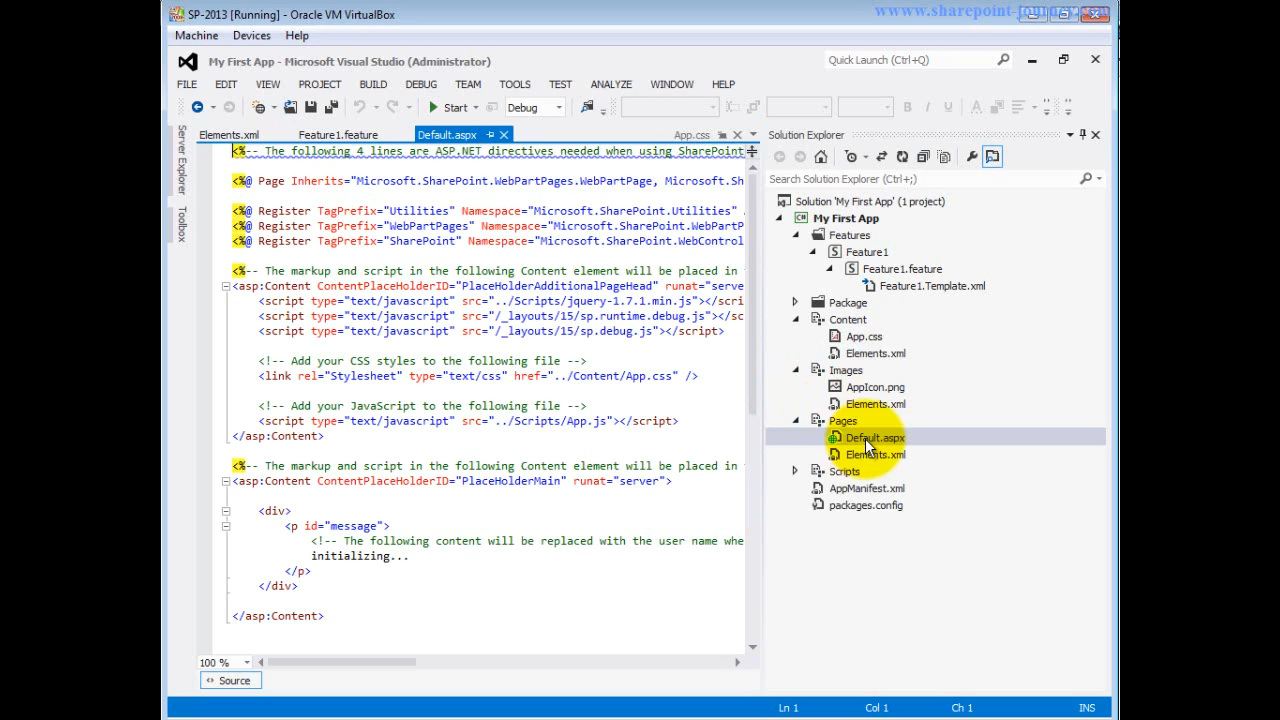 SP-2013 [Running] - Oracle VM VirtualBox
Machine Devices Help
My First App - Microsoft Visual Studio (Administrator)
Quick Launch (Ctrl+Q)
FILE EDIT VIEW PROJECT BUILD DEBUG TEAM TOOLS TEST ANALYZE WINDOW HELP
Start Debug
Server Explorer
Toolbox
Elements.xml Feature1.feature Default.aspx App.css
<%-- The following 4 lines are ASP.NET directives needed when using SharePoint
<%@ Page Inherits="Microsoft.SharePoint.WebPartPages.WebPartPage, Microsoft.Sh
<%@ Register TagPrefix="Utilities" Namespace="Microsoft.SharePoint.Utilities"
<%@ Register TagPrefix="WebPartPages" Namespace="Microsoft.SharePoint.WebPartP
<%@ Register TagPrefix="SharePoint" Namespace="Microsoft.SharePoint.WebControl
<%-- The markup and script in the following Content element will be placed in
<asp:Content ContentPlaceHolderID="PlaceHolderAdditionalPageHead" runat="serve
<script type="text/javascript" src="../Scripts/jquery-1.7.1.min.js"></scri
<script type="text/javascript" src="/_layouts/15/sp.runtime.debug.js"></sc
<script type="text/javascript" src="/_layouts/15/sp.debug.js"></script>
<!-- Add your CSS styles to the following file -->
<link rel="Stylesheet" type="text/css" href="../Content/App.css" />
<!-- Add your JavaScript to the following file -->
<script type="text/javascript" src="../Scripts/App.js"></script>
</asp:Content>
<%-- The markup and script in the following Content element will be placed in
<asp:Content ContentPlaceHolderID="PlaceHolderMain" runat="server">
<div>
<p id="message">
<!-- The following content will be replaced with the user name whe
initializing...
</p>
</div>
</asp:Content>
100 %
Source
Solution Explorer
Search Solution Explorer (Ctrl+;)
Solution 'My First App' (1 project)
My First App
Features
Feature1
Feature1.feature
Feature1.Template.xml
Package
Content
App.css
Elements.xml
Images
AppIcon.png
Elements.xml
Pages
Default.aspx
Elements.xml
Scripts
AppManifest.xml
packages.config
Ln 1 Col 1 Ch 1 INS